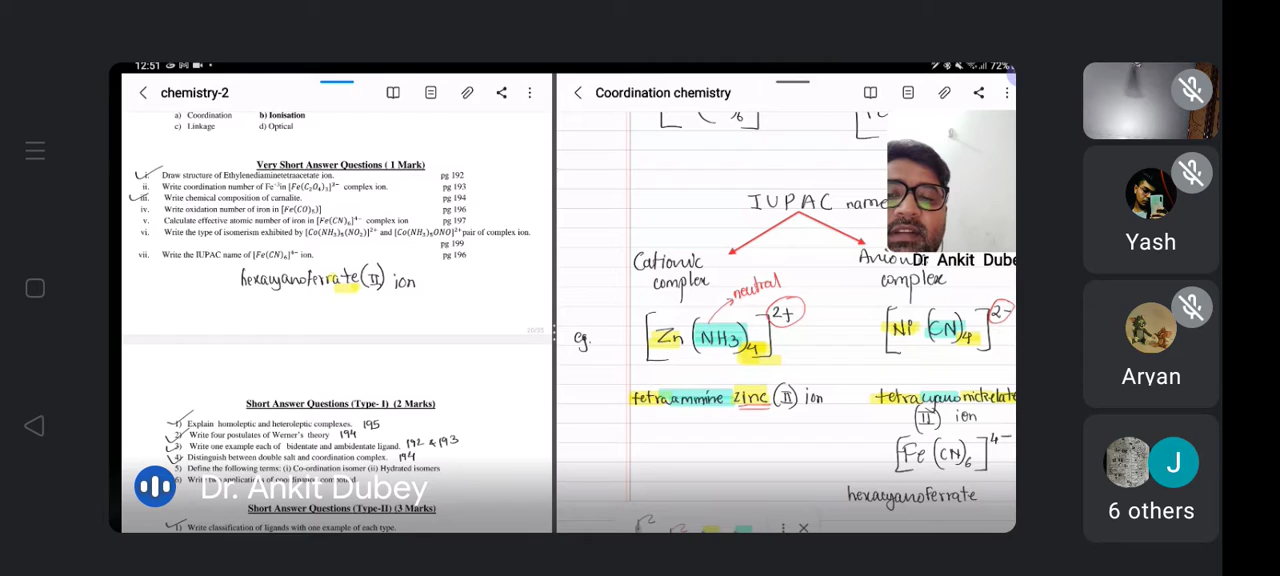 12:51
72%
chemistry-2
a) Coordination b) Ionisation
c) Linkage d) Optical
Very Short Answer Questions ( 1 Mark)
i. Draw structure of Ethylenediaminetetraacetate ion. pg 192
ii. Write coordination number of Fe⁺³in [Fe(C₂O₄)₃]³⁻ complex ion. pg 193
iii. Write chemical composition of carnalite. pg 194
iv. Write oxidation number of iron in [Fe(CO)₅] pg 196
v. Calculate effective atomic number of iron in [Fe(CN)₆]⁴⁻ complex ion pg 197
vi. Write the type of isomerism exhibited by [Co(NH₃)₅(NO₂)]²⁺ and [Co(NH₃)₅ONO]²⁺ pair of complex ion.
pg 199
vii. Write the IUPAC name of [Fe(CN)₆]⁴⁻ ion. pg 196
hexacyanoferrate (II) ion
20/25
Short Answer Questions (Type- I) (2 Marks)
1) Explain homoleptic and heteroleptic complexes. 195
2) Write four postulates of Werner's theory 194
3) Write one example each of bidentate and ambidentate ligand. 192 & 193
4) Distinguish between double salt and coordination complex. 194
5) Define the following terms: (i) Co-ordination isomer (ii) Hydrated isomers
Dr. Ankit Dubey
Short Answer Questions (Type-II) (3 Marks)
1) Write classification of ligands with one example of each type.
Coordination chemistry
IUPAC name
Cationic complex
neutral
eg. [Zn (NH3)4]2+
tetraammine zinc (II) ion
complex
[Ni (CN)4]2-
tetracyano nickelate
(II) ion
[Fe (CN)6]4-
hexacyanoferrate
Dr Ankit Dube
Yash
Aryan
J
6 others